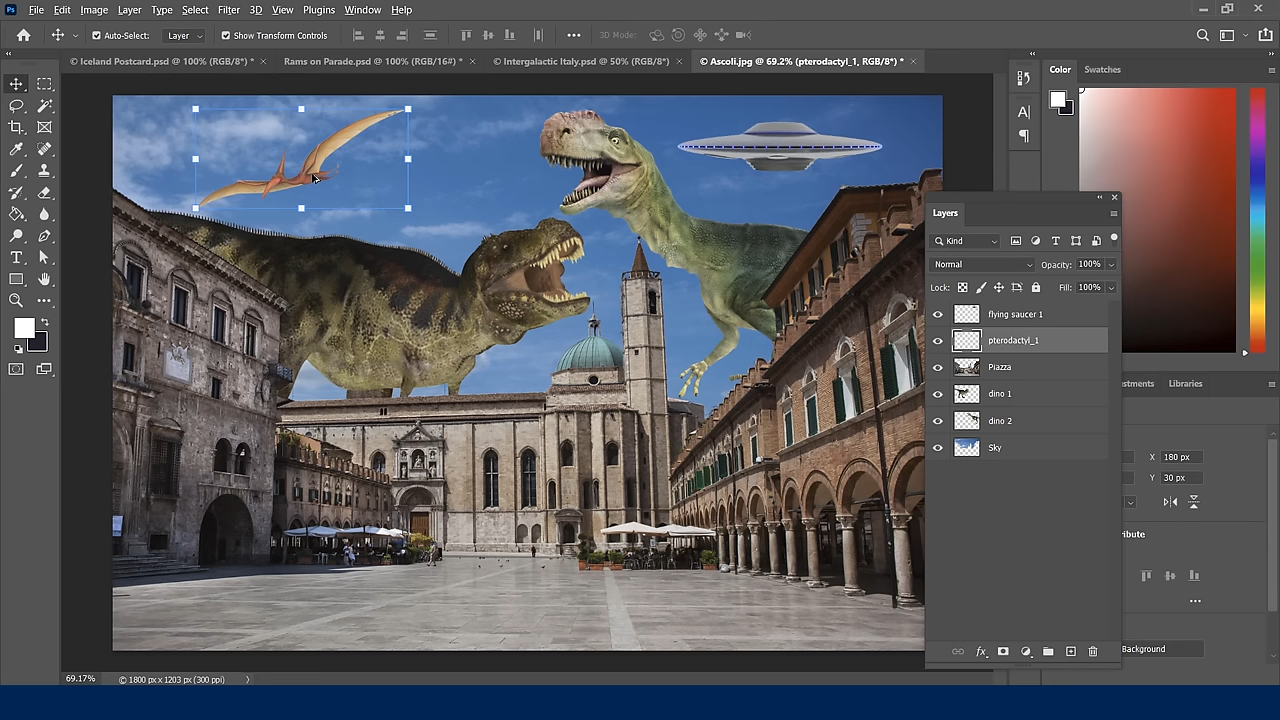 Ps File Edit Image Layer Type Select Filter 3D View Plugins Window Help
Auto-Select: Layer Show Transform Controls 3D Mode:
© Iceland Postcard.psd @ 100% (RGB/8*) * Rams on Parade.psd @ 100% (RGB/16#) * © Intergalactic Italy.psd @ 50% (RGB/8*) © Ascoli.jpg @ 69.2% (pterodactyl_1, RGB/8*) *
Color Swatches
Layers
Kind
Normal Opacity: 100%
Lock: Fill: 100%
flying saucer 1
pterodactyl_1
Piazza
dino 1
dino 2
Sky
ustments Libraries
X 180 px
Y 30 px
ribute
Background
69.17% © 1800 px x 1203 px (300 ppi)